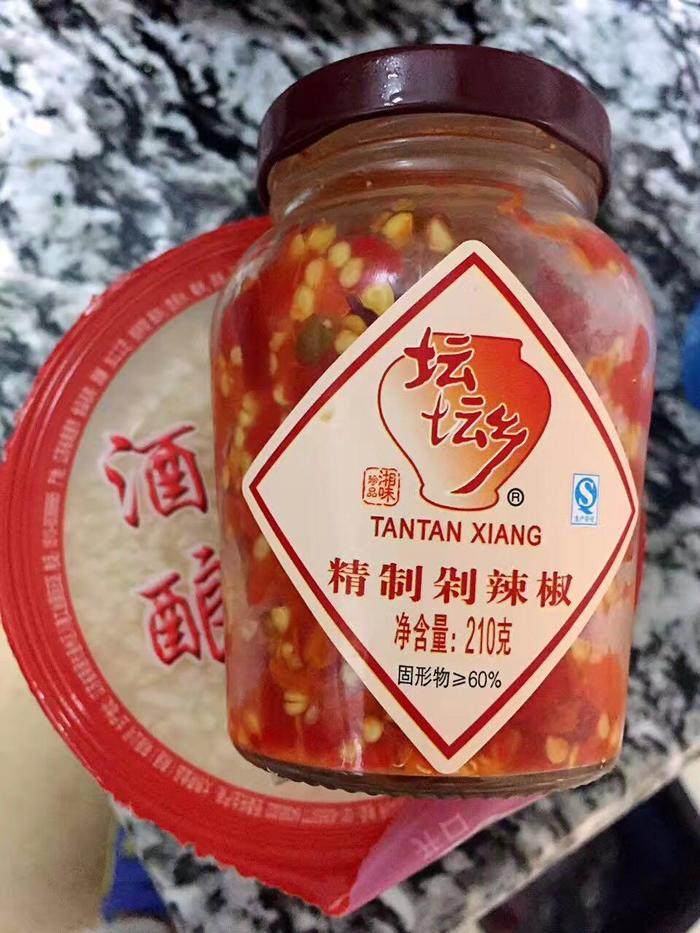 坛坛乡
湘味
珍品
®
TANTAN XIANG
精制剁辣椒
净含量：210克
固形物≥60%
酒酿